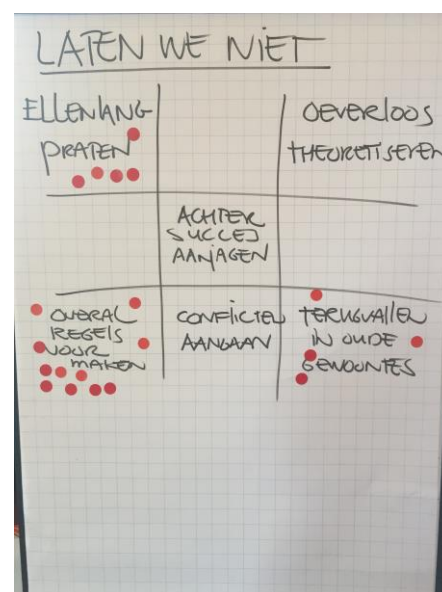 LATEN WE NIET
ELLENLANG
PRATEN
OEVERLOOS
THEORETISEREN
ACHTER
SUCCES
AANJAGEN
OVERAL
REGELS
VOOR
MAKEN
CONFLICTEN
AANGAAN
TERUGVALLEN
IN OUDE
GEWOONTES